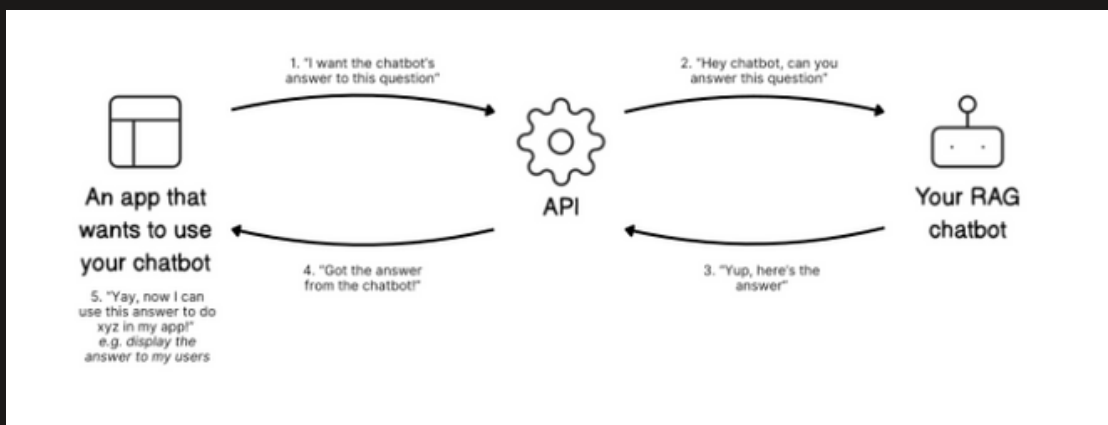 1. "I want the chatbot's
answer to this question"
2. "Hey chatbot, can you
answer this question"
An app that
wants to use
your chatbot
API
Your RAG
chatbot
4. "Got the answer
from the chatbot!"
3. "Yup, here's the
answer"
5. "Yay, now I can
use this answer to do
xyz in my app!"
e.g. display the
answer to my users